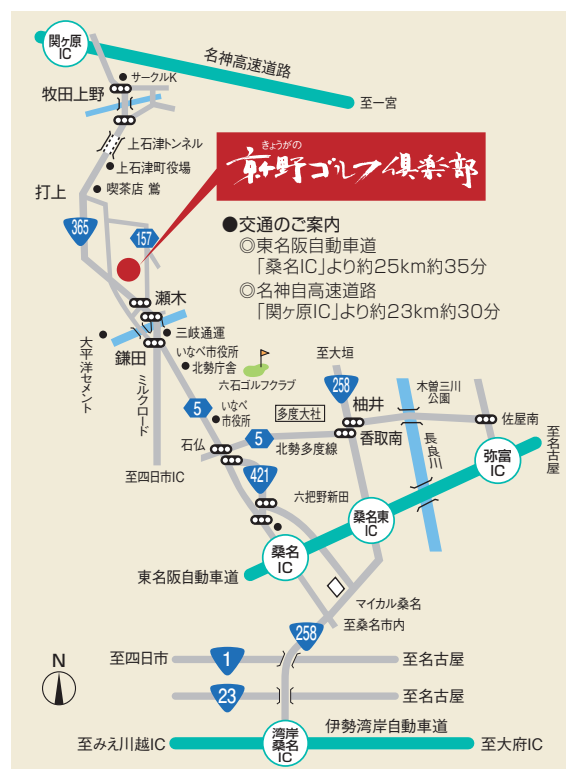 関ヶ原
IC
名神高速道路
サークルK
牧田上野
至一宮
上石津トンネル
上石津町役場
喫茶店 鴬
打上
きょうがの
京ヶ野ゴルフ倶楽部
365
157
●交通のご案内
◎東名阪自動車道
「桑名IC」より約25km約35分
◎名神自高速道路
「関ヶ原IC」より約23km約30分
瀬木
三岐通運
太平洋セメント
鎌田
ミルクロード
いなべ市役所
北勢庁舎
六石ゴルフクラブ
至大垣
258
木曽三川
公園
柚井
佐屋南
5
いなべ
市役所
多度大社
香取南
石仏
5
北勢多度線
長良川
至名古屋
弥富
IC
至四日市IC
421
六把野新田
桑名東
IC
桑名
IC
東名阪自動車道
マイカル桑名
至桑名市内
258
N
至四日市
1
至名古屋
23
至名古屋
伊勢湾岸自動車道
至みえ川越IC
湾岸
桑名
IC
至大府IC